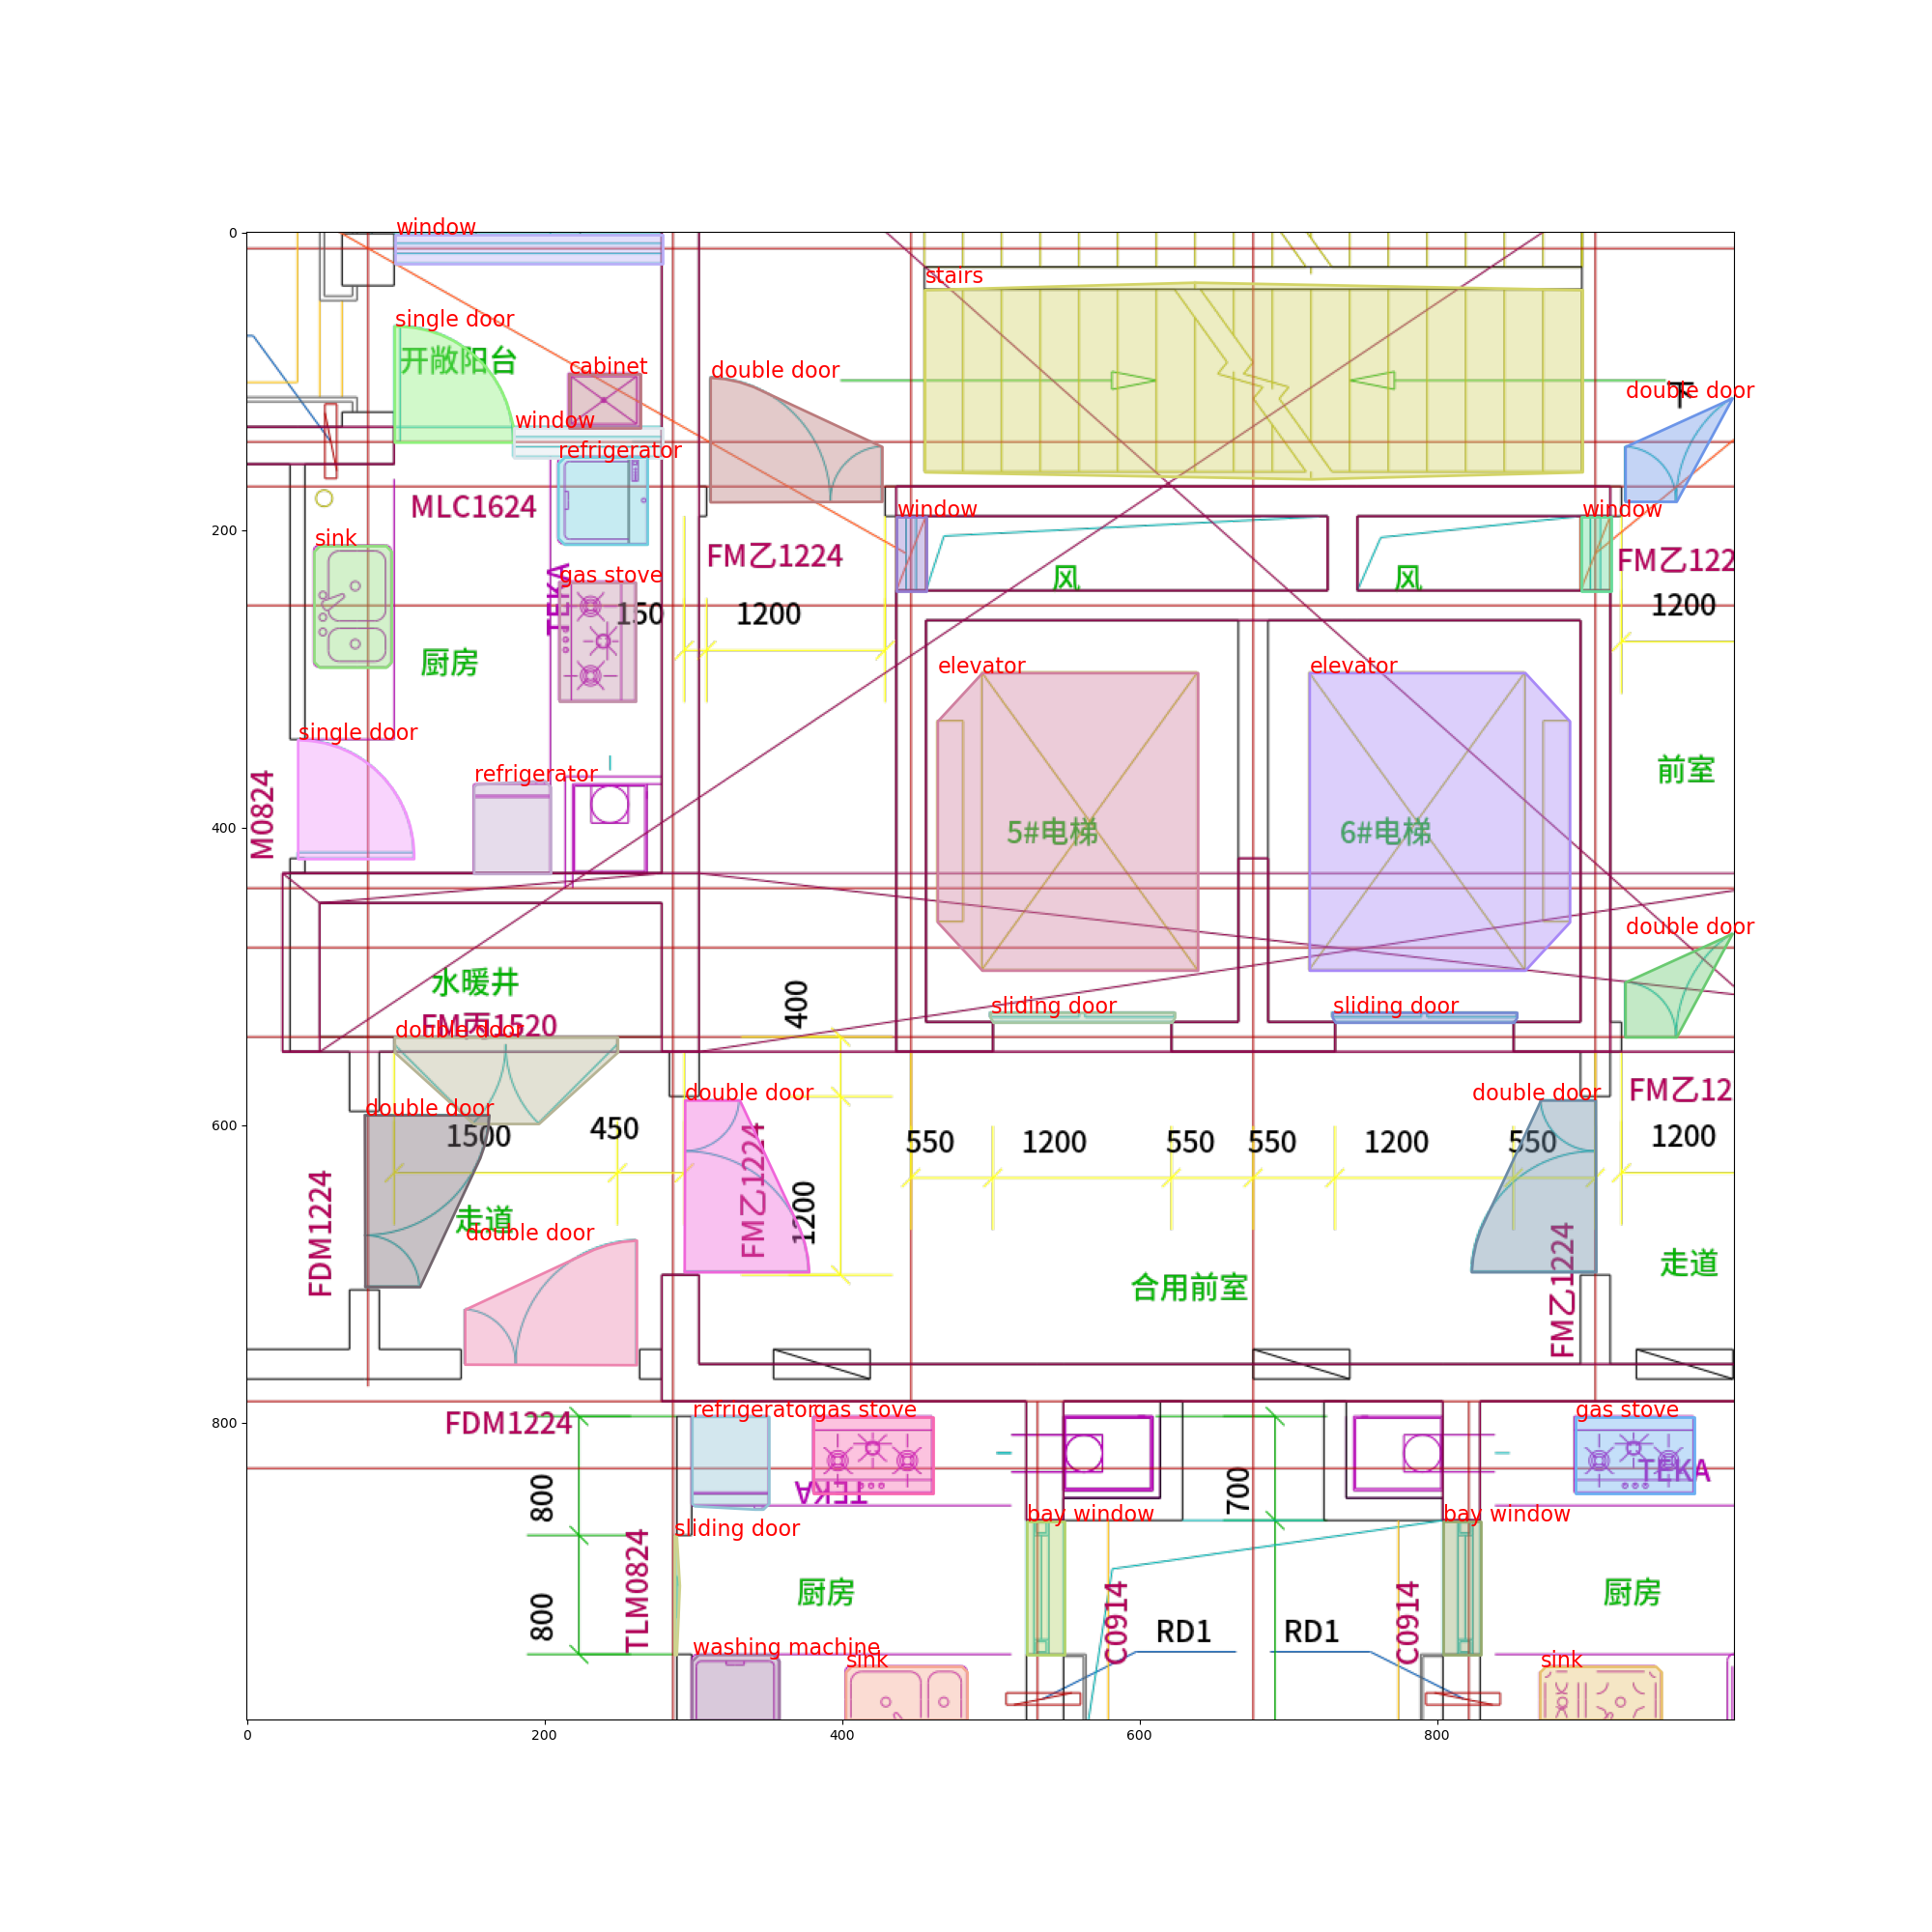 0
200
400
600
800
0
200
400
600
800
window
stairs
single door
开敞阳台
cabinet
double door
下
double door
window
refrigerator
MLC1624
window
window
sink
FM乙1224
FM乙122
风
风
gas stove
TEKA
150
1200
1200
厨房
elevator
elevator
single door
前室
refrigerator
M0824
5#电梯
6#电梯
double door
水暖井
400
sliding door
sliding door
FM丙1520
double door
double door
double door
double door
FM乙12
1500
450
550
1200
550
550
1200
550
1200
FDM1224
走道
FM乙1224
1200
double door
合用前室
FM乙1224
走道
FDM1224
refrigerator
gas stove
gas stove
TEKA
TEKA
800
700
bay window
bay window
sliding door
TLM0824
厨房
厨房
800
C0914
RD1
RD1
C0914
washing machine
sink
sink